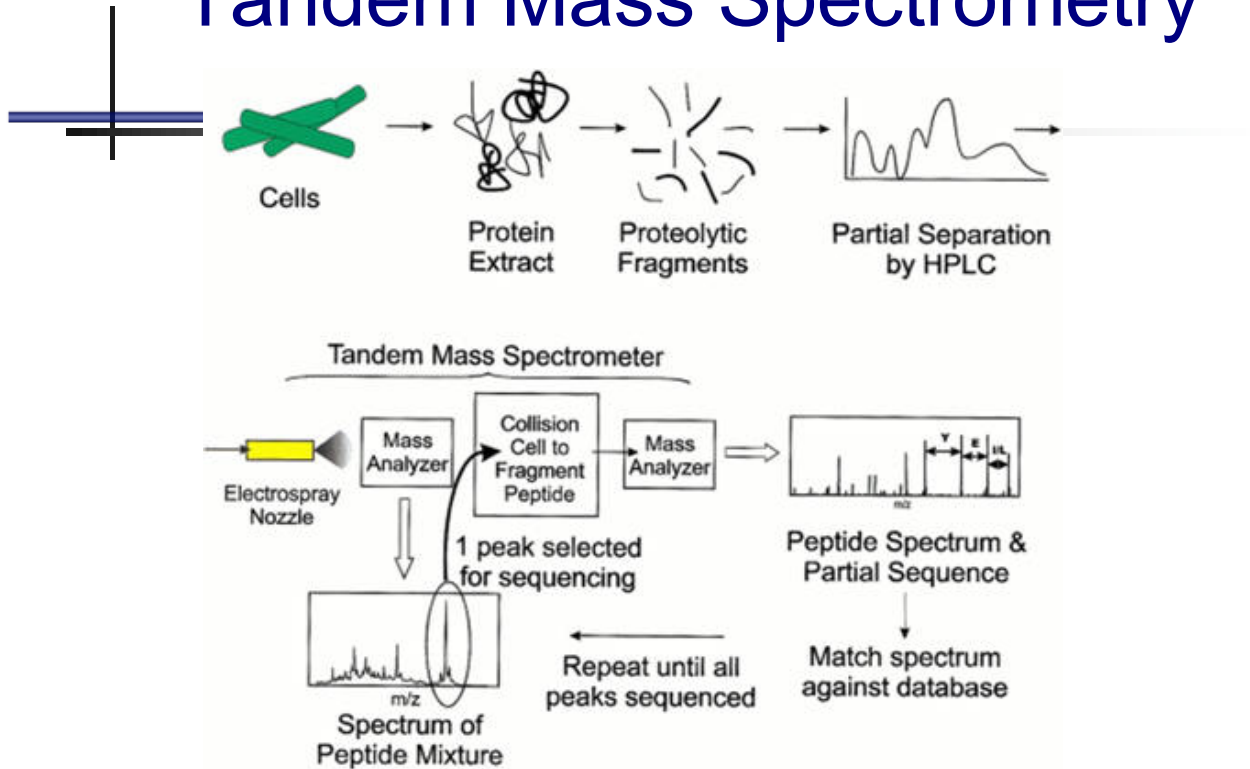 Tandem Mass Spectrometry
Cells
Protein
Extract
Proteolytic
Fragments
Partial Separation
by HPLC
Tandem Mass Spectrometer
Electrospray
Nozzle
Mass
Analyzer
Collision
Cell to
Fragment
Peptide
Mass
Analyzer
Y
E
I/L
m/z
1 peak selected
for sequencing
Peptide Spectrum &
Partial Sequence
m/z
Spectrum of
Peptide Mixture
Repeat until all
peaks sequenced
Match spectrum
against database